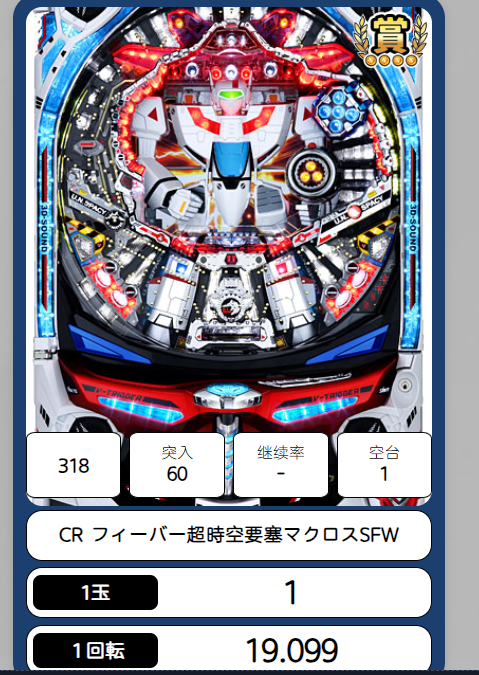 賞
U.N. SPACY
U.N. SPACY
3D-SOUND
3D-SOUND
V-TRIGGER
V-TRIGGER
318
突入
60
继续率
-
空台
1
CR フィーバー超時空要塞マクロスSFW
1玉
1
1回転
19.099